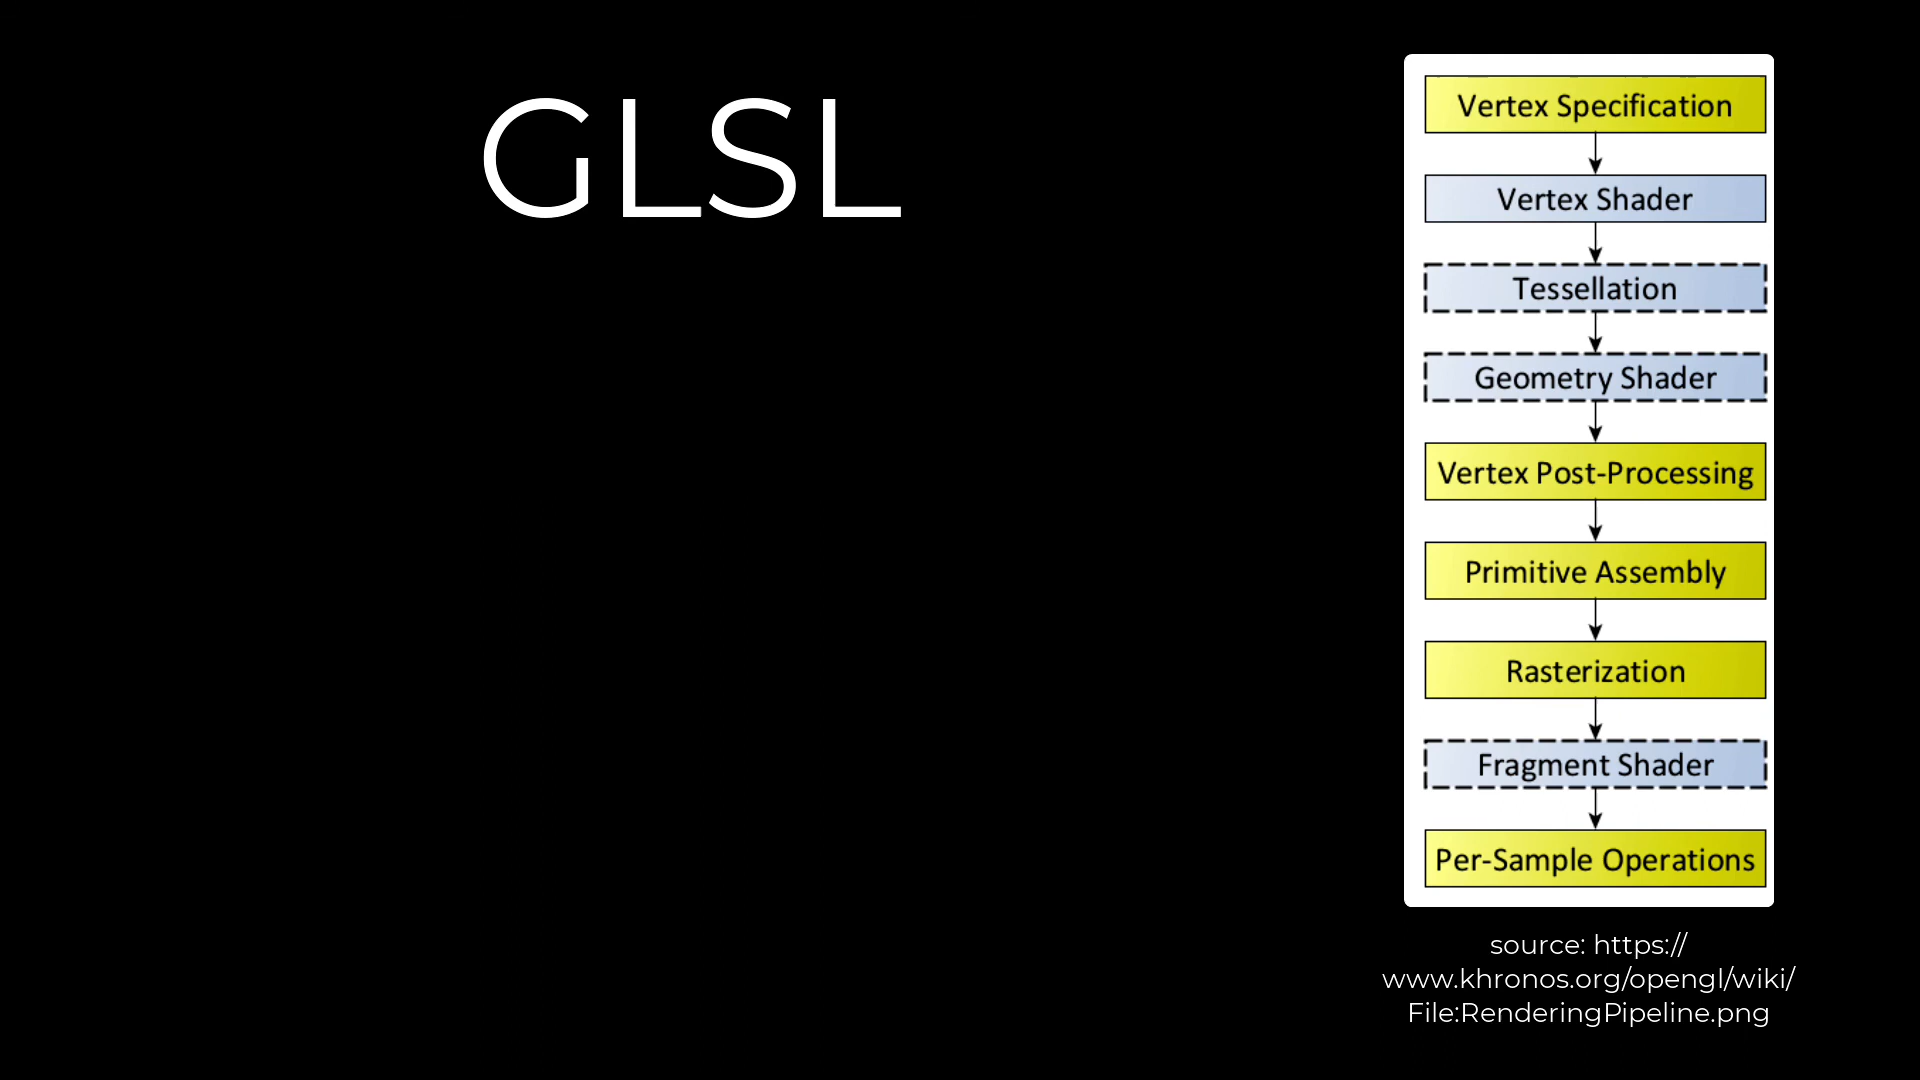 GLSL
Vertex Specification
Vertex Shader
Tessellation
Geometry Shader
Vertex Post-Processing
Primitive Assembly
Rasterization
Fragment Shader
Per-Sample Operations
source: https://
www.khronos.org/opengl/wiki/
File:RenderingPipeline.png